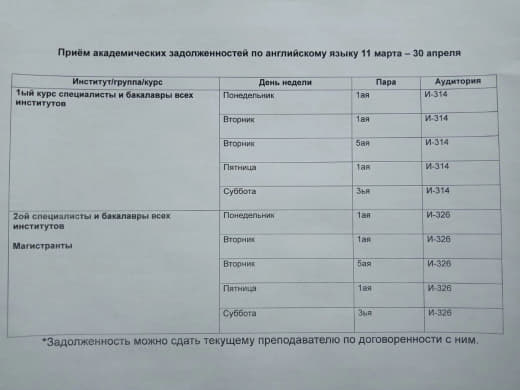 Приём академических задолженностей по английскому языку 11 марта – 30 апреля
Институт/группа/курс День недели Пара Аудитория
1ый курс специалисты и бакалавры всех институтов Понедельник 1ая И-314
Вторник 1ая И-314
Вторник 5ая И-314
Пятница 1ая И-314
Суббота 3ья И-314
2ой специалисты и бакалавры всех институтов Понедельник 1ая И-326
Магистранты Вторник 1ая И-326
Вторник 5ая И-326
Пятница 1ая И-326
Суббота 3ья И-326
*Задолженность можно сдать текущему преподавателю по договоренности с ним.